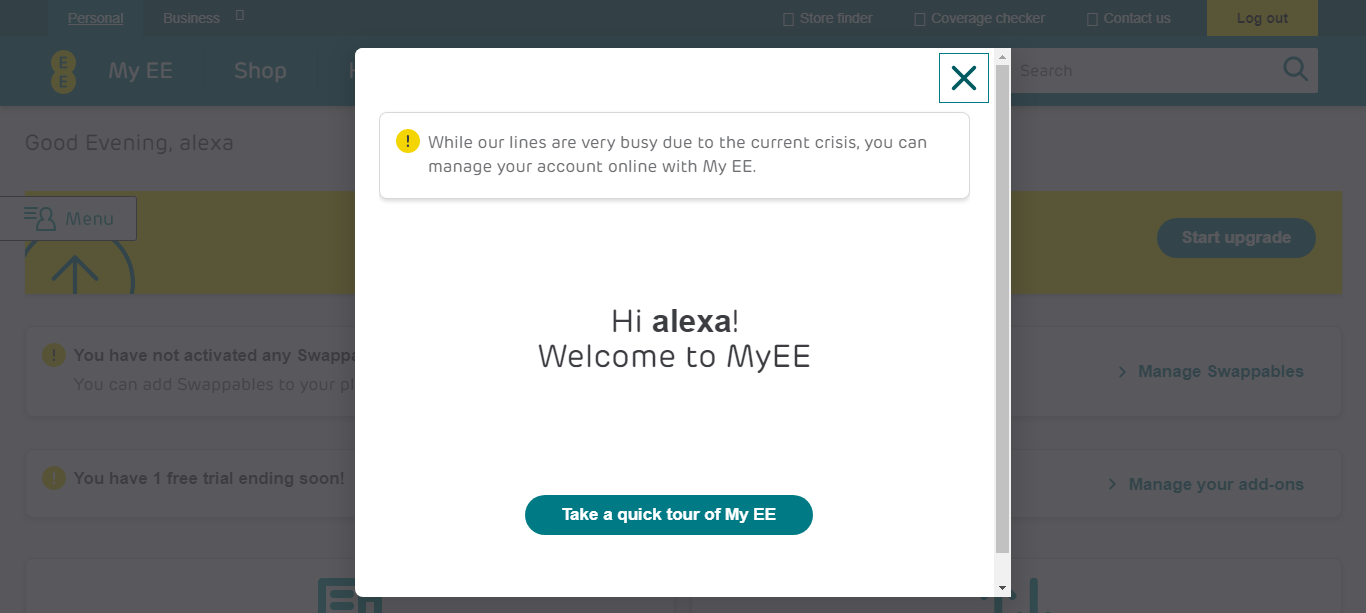 Personal
Business
Store finder
Coverage checker
Contact us
Log out
EE
My EE
Shop
Search
Good Evening, alexa
Menu
Start upgrade
While our lines are very busy due to the current crisis, you can
manage your account online with My EE.
Hi alexa!
Welcome to MyEE
Take a quick tour of My EE
You have not activated any Swappa
You can add Swappables to your pl
Manage Swappables
You have 1 free trial ending soon!
Manage your add-ons